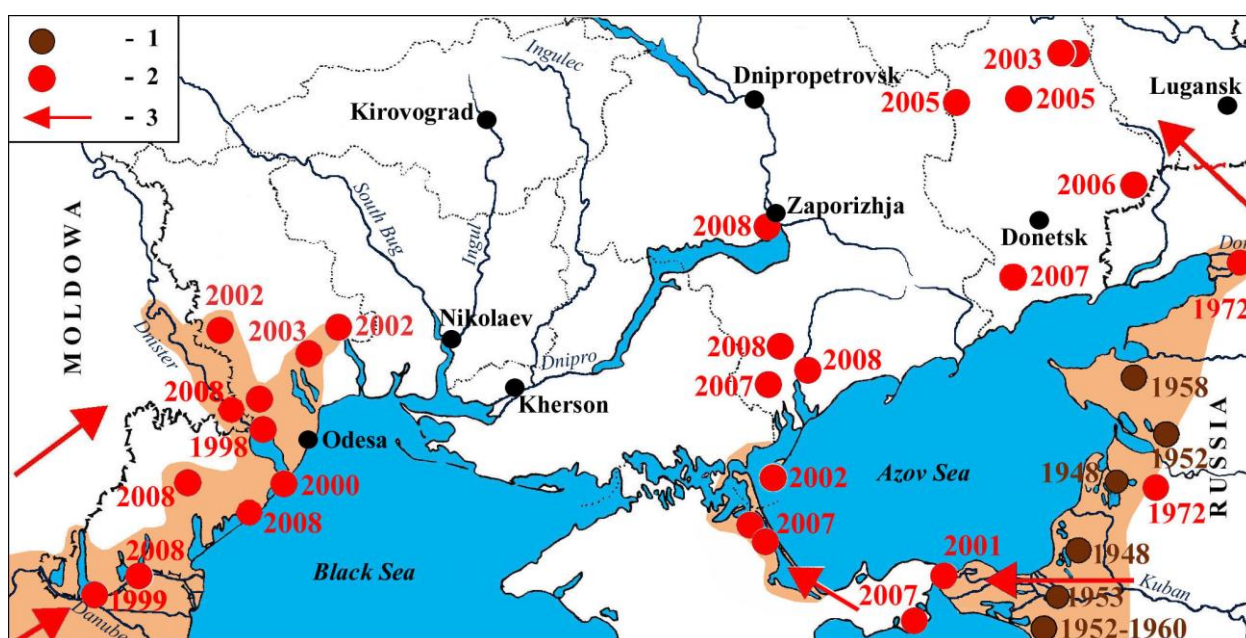 - 1
- 2
- 3
Ingulec
Kirovograd
Dnipropetrovsk
2003
2005
2005
Lugansk
2006
South Bug
Ingul
2008
Zaporizhja
Donetsk
2007
Don
1972
MOLDOWA
2002
2003
2002
Dnister
Nikolaev
Dnipro
2008
2008
2007
Kherson
1958
2008
1998
Odesa
1952
RUSSIA
2008
2000
2002
Azov Sea
1948
1972
2008
2007
2008
Black Sea
2001
1948
Kuban
1999
Danube
2007
1953
1952-1960